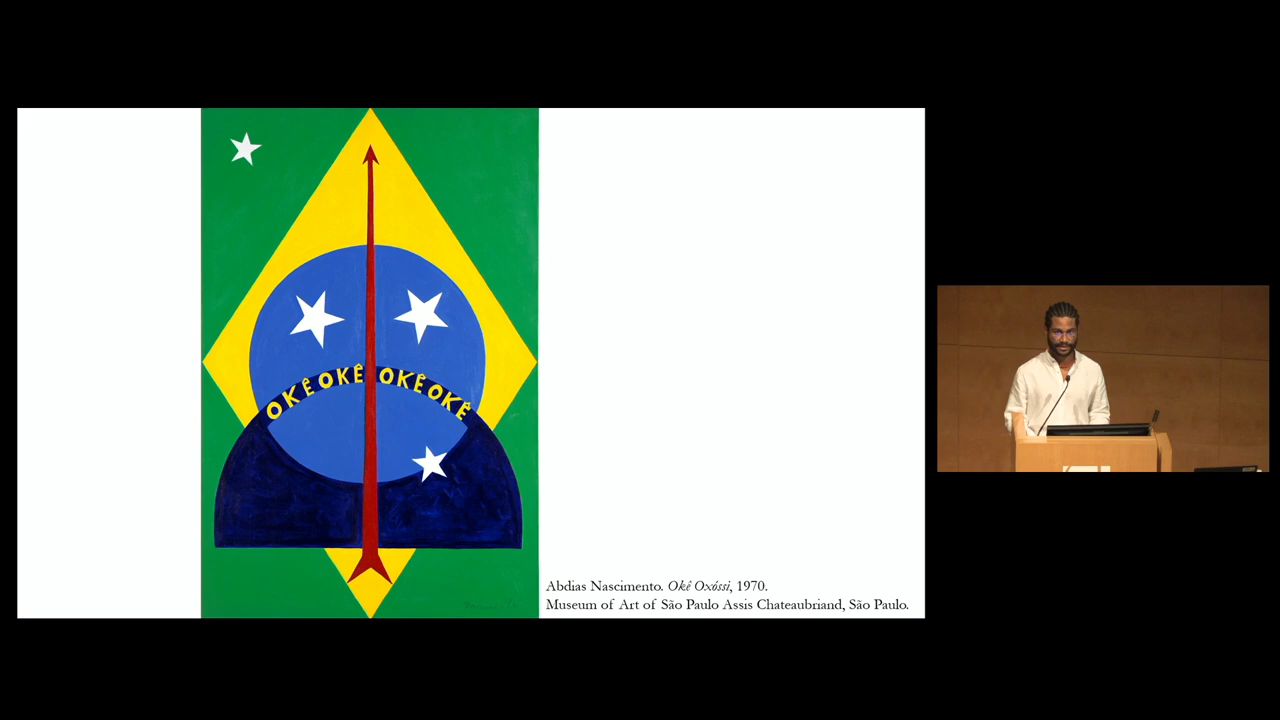 OKÊ OKÊ OKÊ OKÊ
Abdias Nascimento. Okê Oxóssi, 1970.
Museum of Art of São Paulo Assis Chateaubriand, São Paulo.